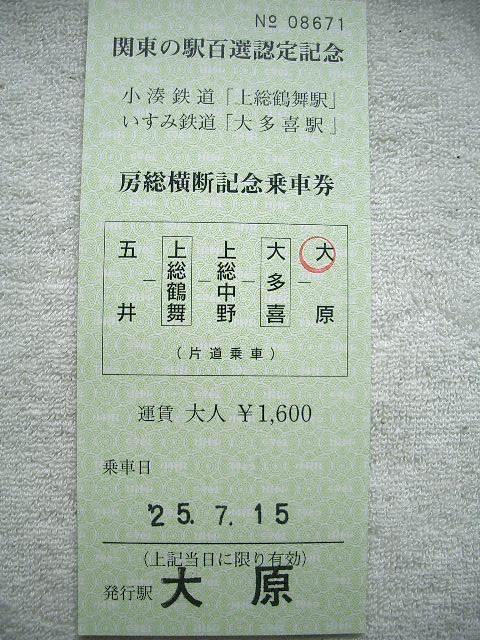 № 08671
関東の駅百選認定記念
小湊鉄道「上総鶴舞駅」
いすみ鉄道「大多喜駅」
房総横断記念乗車券
五井―上総鶴舞―上総中野―大多喜―大原
(片道乗車)
運賃 大人 ¥1,600
乗車日
'25.7.15
(上記当日に限り有効)
発行駅 大原